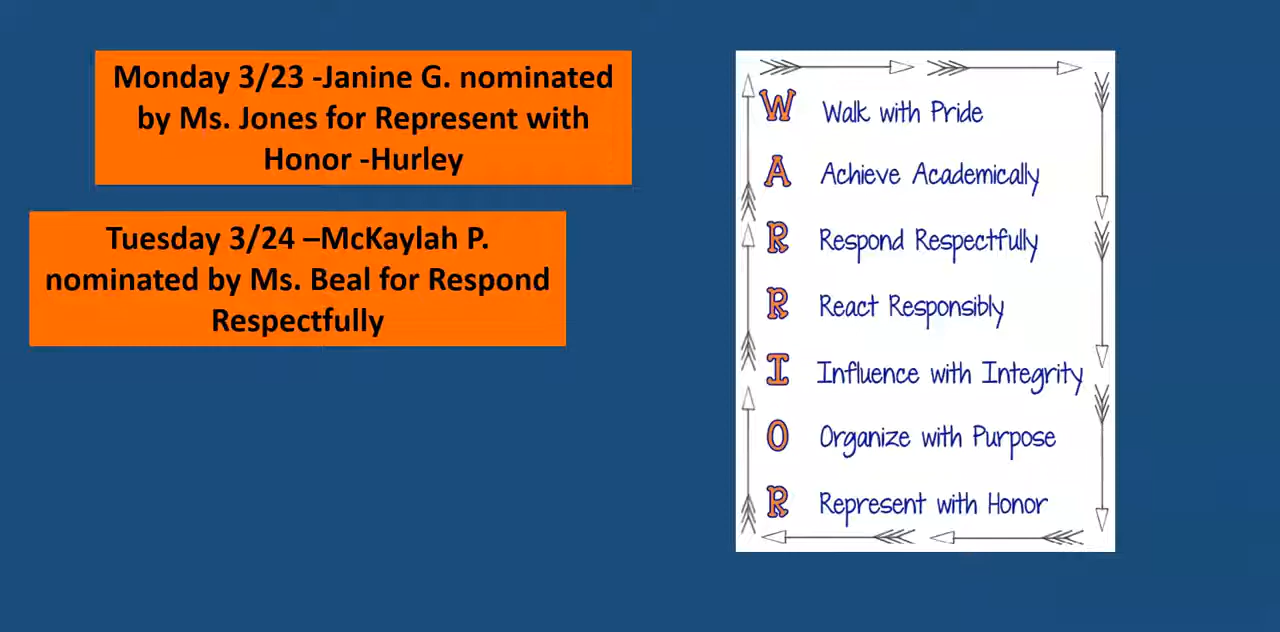 Monday 3/23 -Janine G. nominated
by Ms. Jones for Represent with
Honor -Hurley
Tuesday 3/24 –McKaylah P.
nominated by Ms. Beal for Respond
Respectfully
W Walk with Pride
A Achieve Academically
R Respond Respectfully
R React Responsibly
I Influence with Integrity
O Organize with Purpose
R Represent with Honor